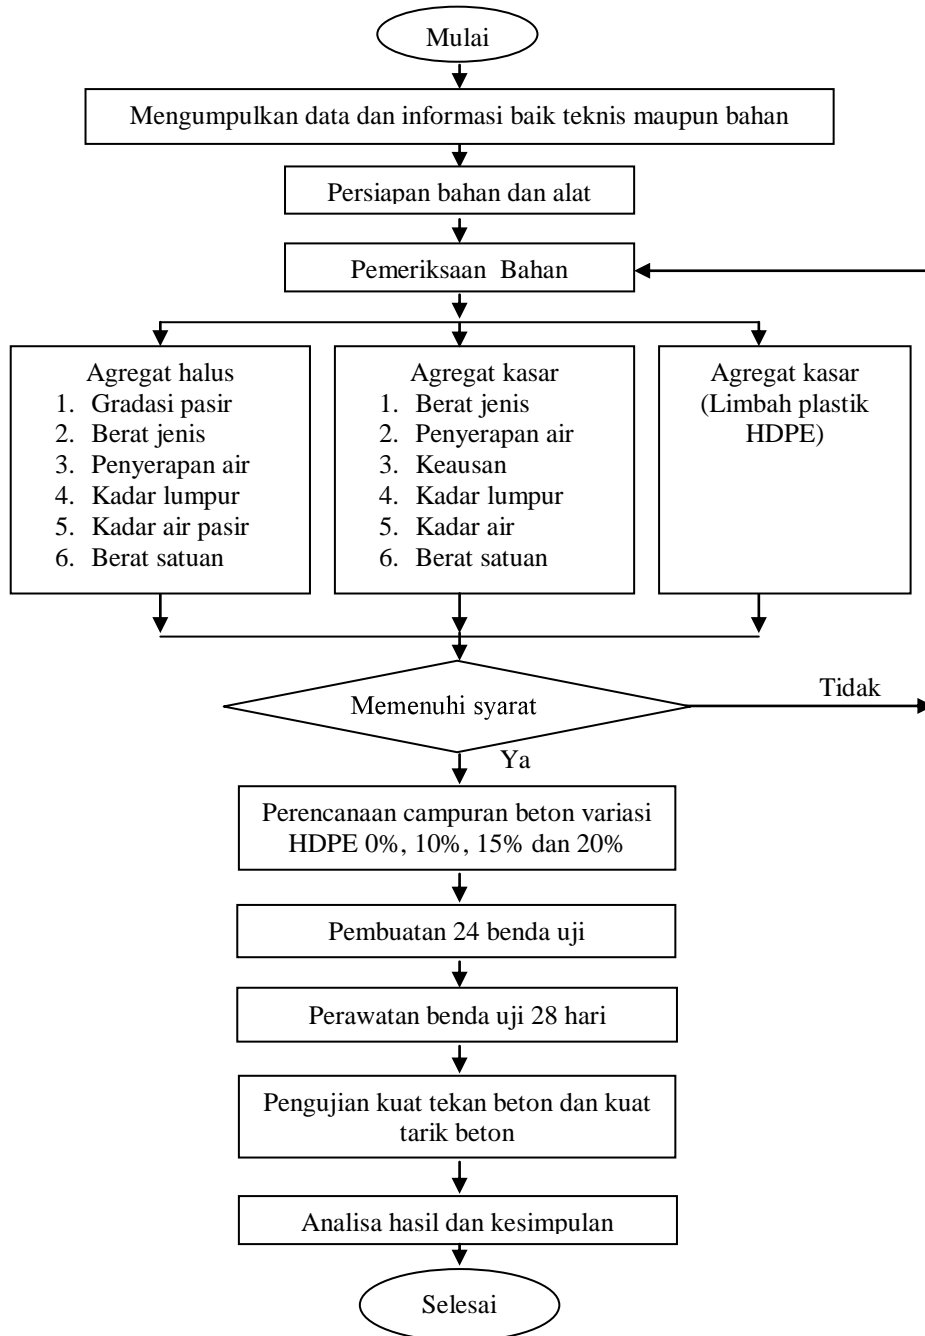 Mulai
Mengumpulkan data dan informasi baik teknis maupun bahan
Persiapan bahan dan alat
Pemeriksaan Bahan
Agregat halus
1. Gradasi pasir
2. Berat jenis
3. Penyerapan air
4. Kadar lumpur
5. Kadar air pasir
6. Berat satuan
Agregat kasar
1. Berat jenis
2. Penyerapan air
3. Keausan
4. Kadar lumpur
5. Kadar air
6. Berat satuan
Agregat kasar
(Limbah plastik
HDPE)
Memenuhi syarat
Tidak
Ya
Perencanaan campuran beton variasi
HDPE 0%, 10%, 15% dan 20%
Pembuatan 24 benda uji
Perawatan benda uji 28 hari
Pengujian kuat tekan beton dan kuat
tarik beton
Analisa hasil dan kesimpulan
Selesai